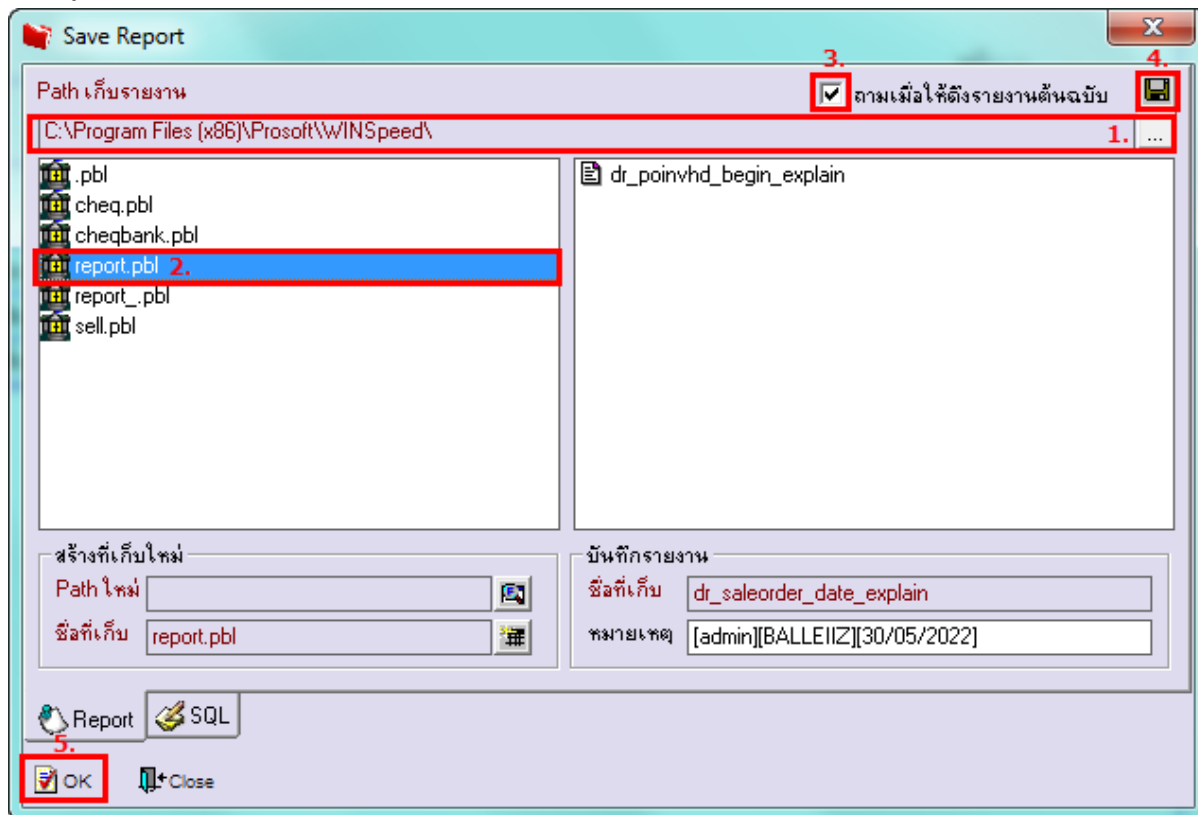 Save Report
3.
4.
Path เก็บรายงาน
ถามเมื่อให้ดึงรายงานต้นฉบับ
C:\Program Files (x86)\Prosoft\WINSpeed\
1.
...
.pbl
cheq.pbl
cheqbank.pbl
report.pbl 2.
report_.pbl
sell.pbl
dr_poinvhd_begin_explain
สร้างที่เก็บใหม่
Path ใหม่
ชื่อที่เก็บ report.pbl
บันทึกรายงาน
ชื่อที่เก็บ dr_saleorder_date_explain
หมายเหตุ [admin][BALLEIIZ][30/05/2022]
Report
SQL
5.
OK
Close